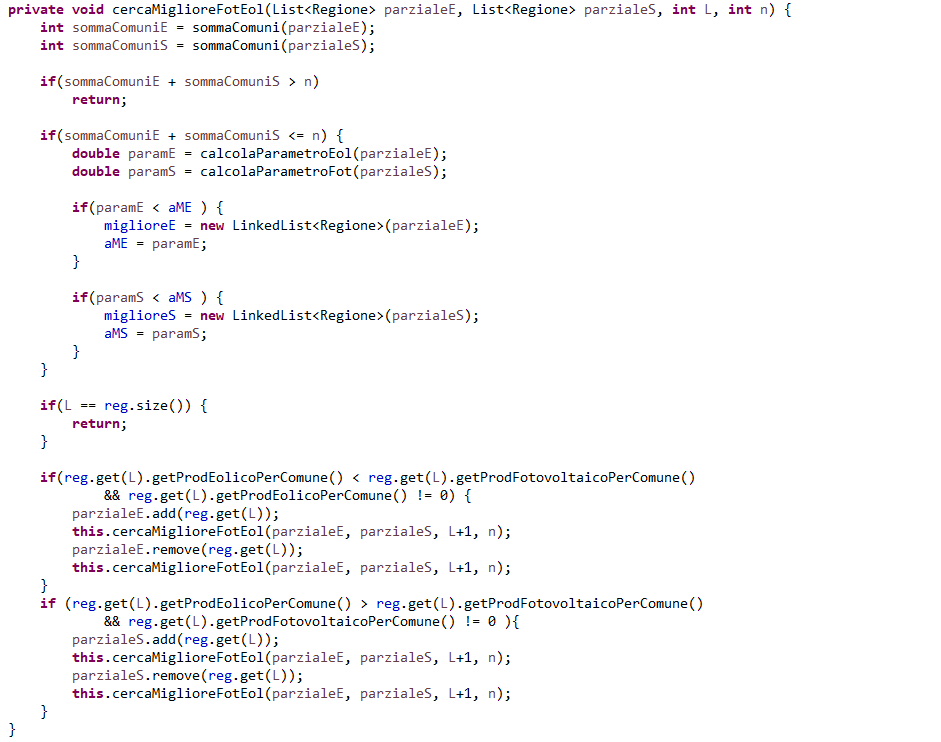 private void cercaMiglioreFotEol(List<Regione> parzialeE, List<Regione> parzialeS, int L, int n) {
    int sommaComuniE = sommaComuni(parzialeE);
    int sommaComuniS = sommaComuni(parzialeS);

    if(sommaComuniE + sommaComuniS > n)
        return;

    if(sommaComuniE + sommaComuniS <= n) {
        double paramE = calcolaParametroEol(parzialeE);
        double paramS = calcolaParametroFot(parzialeS);

        if(paramE < aME ) {
            miglioreE = new LinkedList<Regione>(parzialeE);
            aME = paramE;
        }

        if(paramS < aMS ) {
            miglioreS = new LinkedList<Regione>(parzialeS);
            aMS = paramS;
        }
    }

    if(L == reg.size()) {
        return;
    }

    if(reg.get(L).getProdEolicoPerComune() < reg.get(L).getProdFotovoltaicoPerComune()
            && reg.get(L).getProdEolicoPerComune() != 0) {
        parzialeE.add(reg.get(L));
        this.cercaMiglioreFotEol(parzialeE, parzialeS, L+1, n);
        parzialeE.remove(reg.get(L));
        this.cercaMiglioreFotEol(parzialeE, parzialeS, L+1, n);
    }
    if (reg.get(L).getProdEolicoPerComune() > reg.get(L).getProdFotovoltaicoPerComune()
            && reg.get(L).getProdFotovoltaicoPerComune() != 0 ){
        parzialeS.add(reg.get(L));
        this.cercaMiglioreFotEol(parzialeE, parzialeS, L+1, n);
        parzialeS.remove(reg.get(L));
        this.cercaMiglioreFotEol(parzialeE, parzialeS, L+1, n);
    }
}